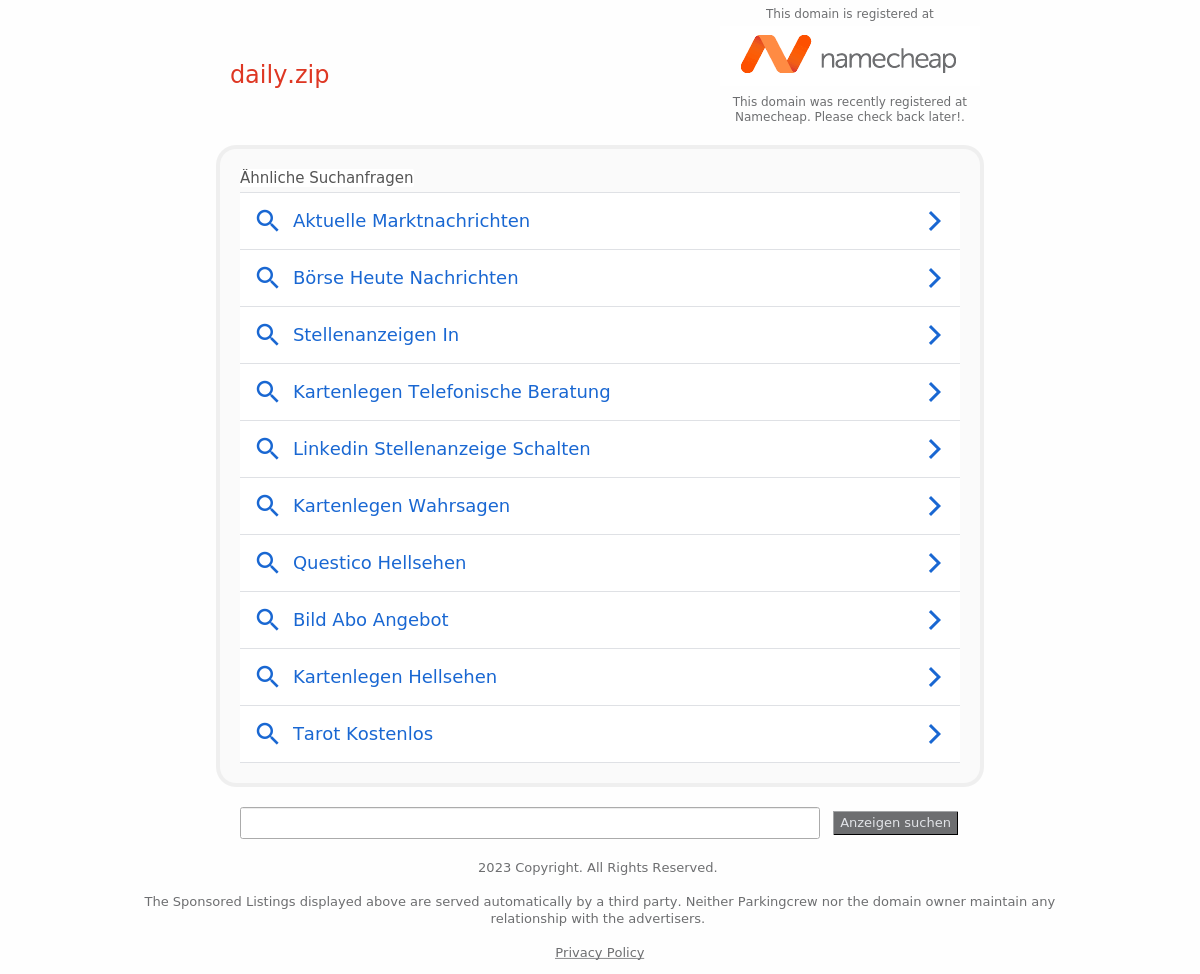 This domain is registered at
daily.zip
namecheap
This domain was recently registered at
Namecheap. Please check back later!.
Ähnliche Suchanfragen
Aktuelle Marktnachrichten
Börse Heute Nachrichten
Stellenanzeigen In
Kartenlegen Telefonische Beratung
Linkedin Stellenanzeige Schalten
Kartenlegen Wahrsagen
Questico Hellsehen
Bild Abo Angebot
Kartenlegen Hellsehen
Tarot Kostenlos
Anzeigen suchen
2023 Copyright. All Rights Reserved.
The Sponsored Listings displayed above are served automatically by a third party. Neither Parkingcrew nor the domain owner maintain any
relationship with the advertisers.
Privacy Policy